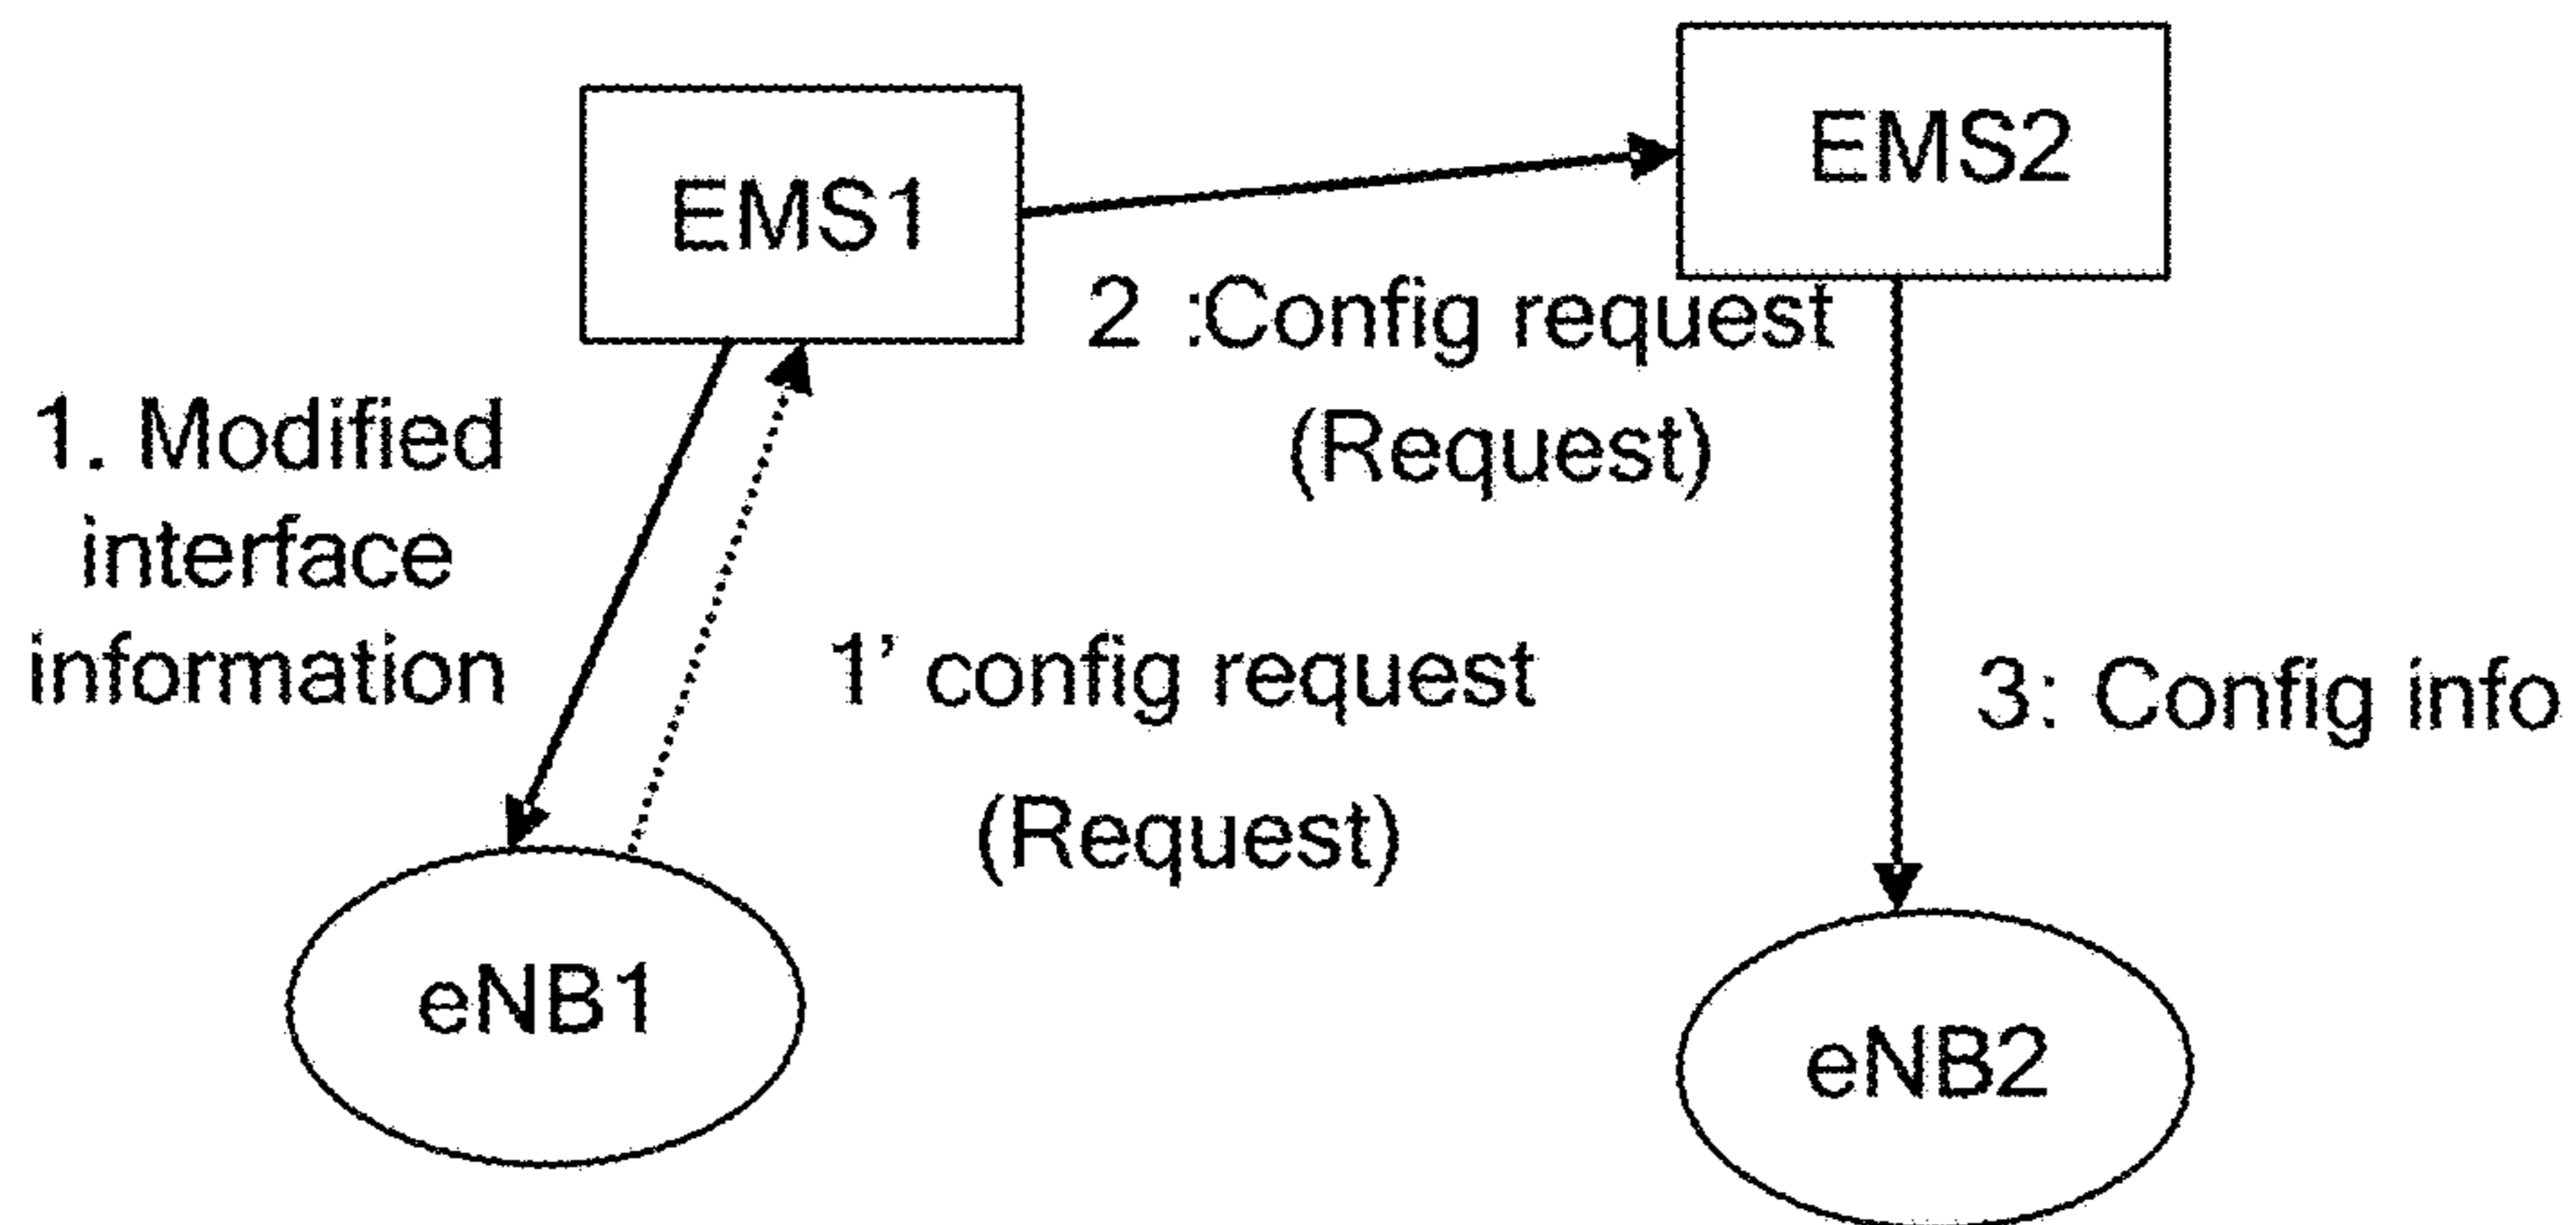 EMS1
EMS2
2 :Config request
(Request)
1. Modified
interface
information
1’ config request
(Request)
3: Config info
eNB1
eNB2